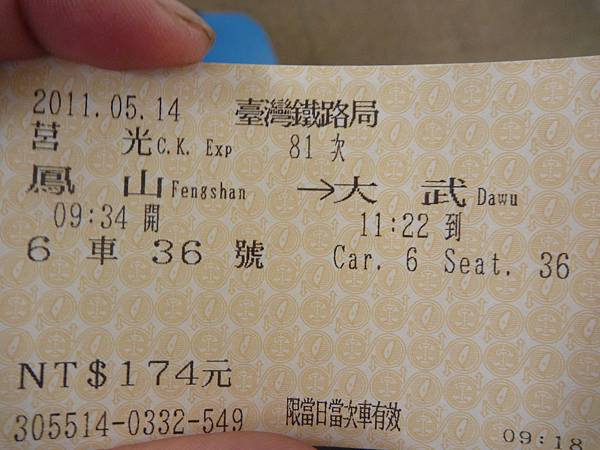 2011.05.14 臺灣鐵路局
莒 光 C.K. Exp 81 次
鳳 山 Fengshan →大 武 Dawu
09:34 開 11:22 到
6 車 36 號 Car. 6 Seat. 36
NT$174元
305514-0332-549 限當日當次車有效 09:18